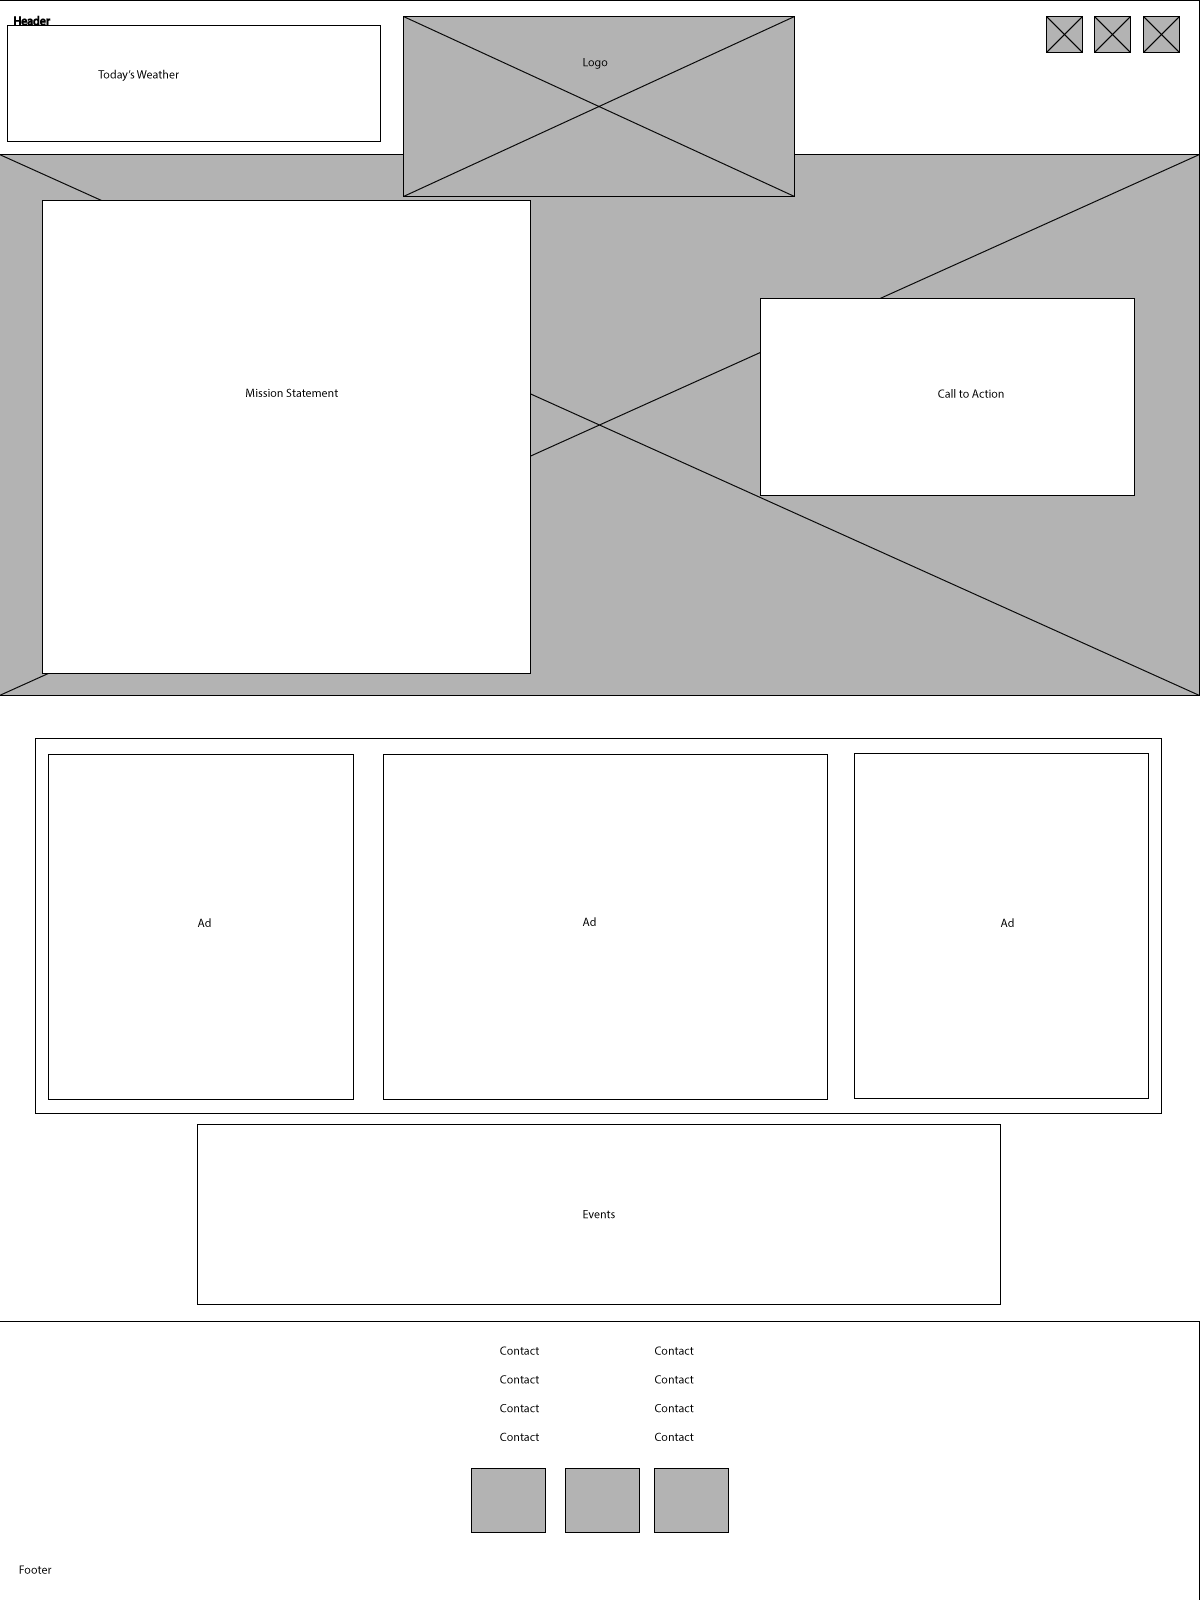 Header
Today's Weather
Logo
Mission Statement
Call to Action
Ad
Ad
Ad
Events
Contact
Contact
Contact
Contact
Contact
Contact
Contact
Contact
Footer